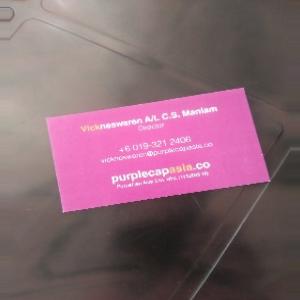 Vickneswaren A/L C.S. Maniam
Director
+6 019-321 2406
vickneswaren@purplecapasia.co
purplecapasia.co